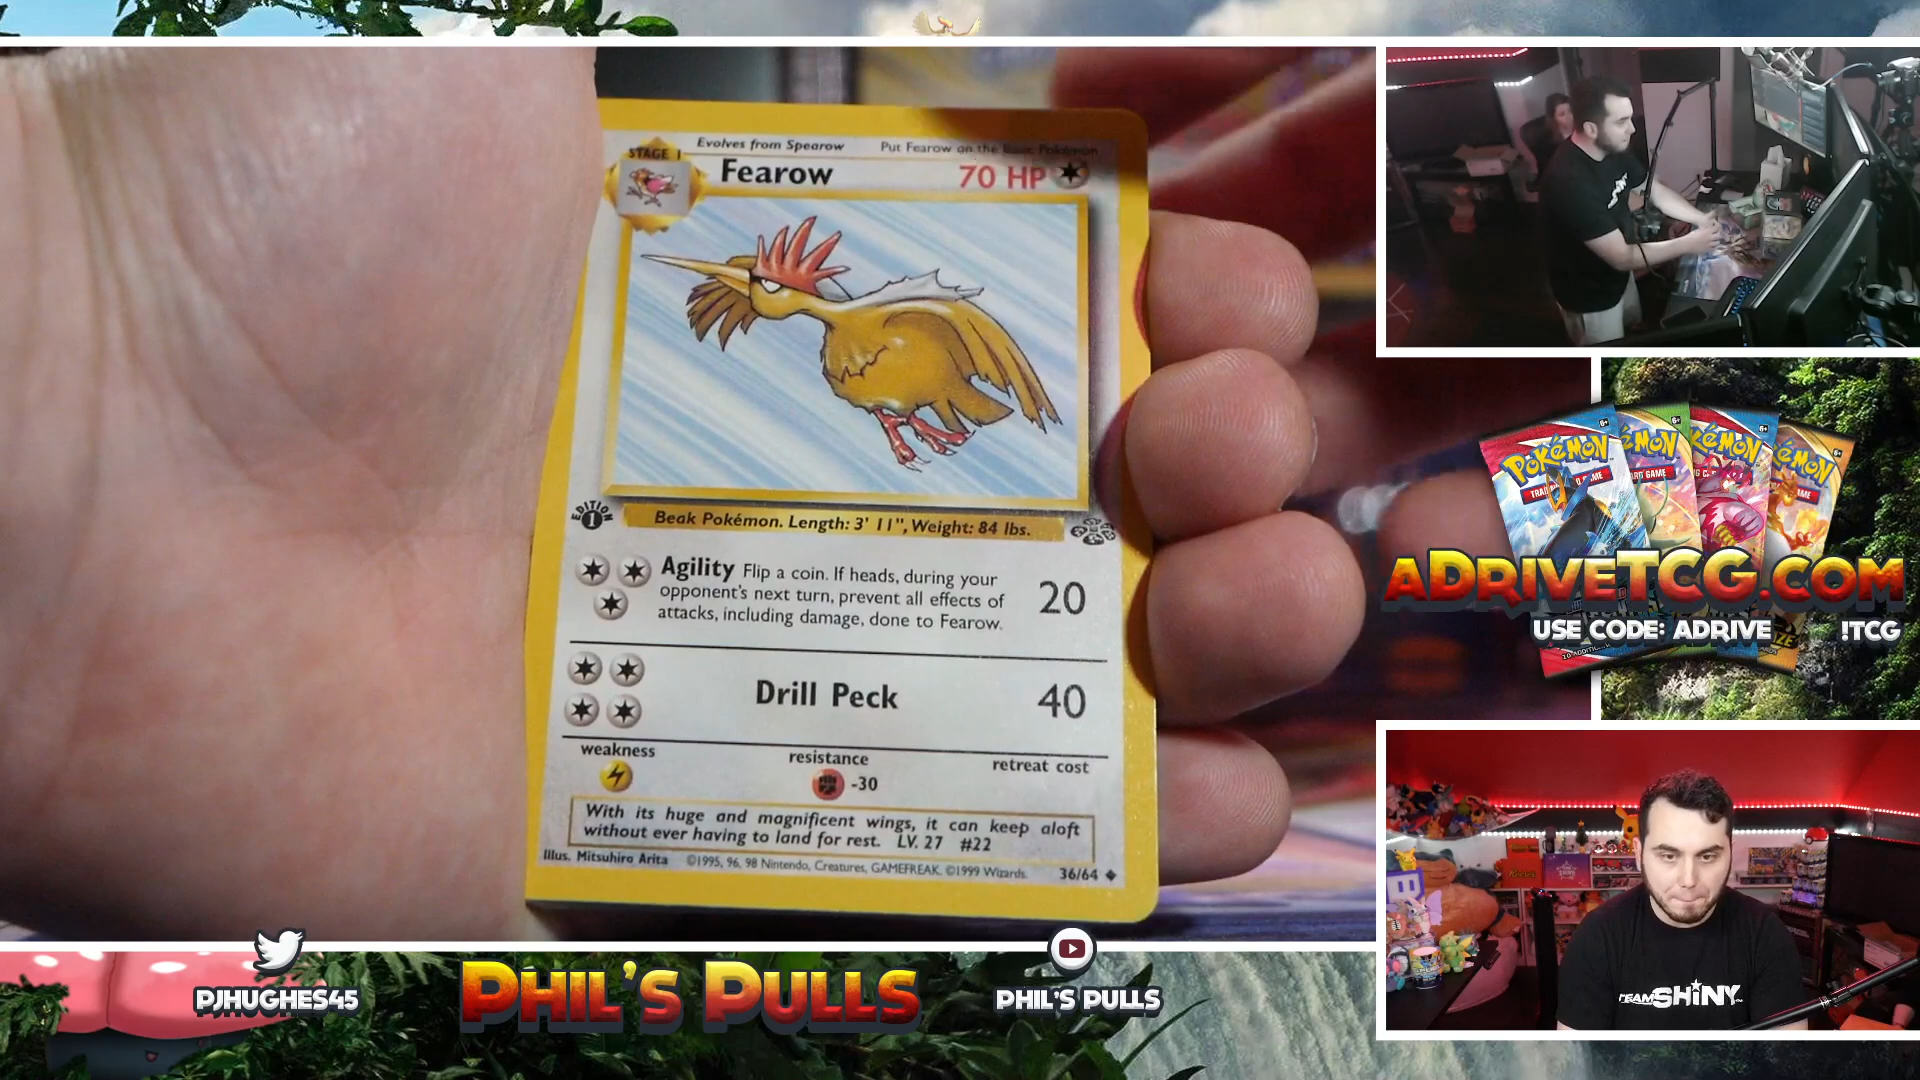 Evolves from Spearow Put Fearow on the Basic Pokémon
STAGE 1
Fearow 70 HP
EDITION
1
Beak Pokémon. Length: 3' 11", Weight: 84 lbs.
Agility Flip a coin. If heads, during your
opponent's next turn, prevent all effects of
attacks, including damage, done to Fearow.
20
Drill Peck 40
weakness resistance retreat cost
-30
With its huge and magnificent wings, it can keep aloft
without ever having to land for rest. LV. 27 #22
Illus. Mitsuhiro Arita ©1995, 96, 98 Nintendo, Creatures, GAMEFREAK. ©1999 Wizards. 36/64
POKéMON
aDriveTCG.com
USE CODE: ADRIVE !TCG
TEAM SHINY
PJHUGHES45
PHIL'S PULLS
PHIL'S PULLS